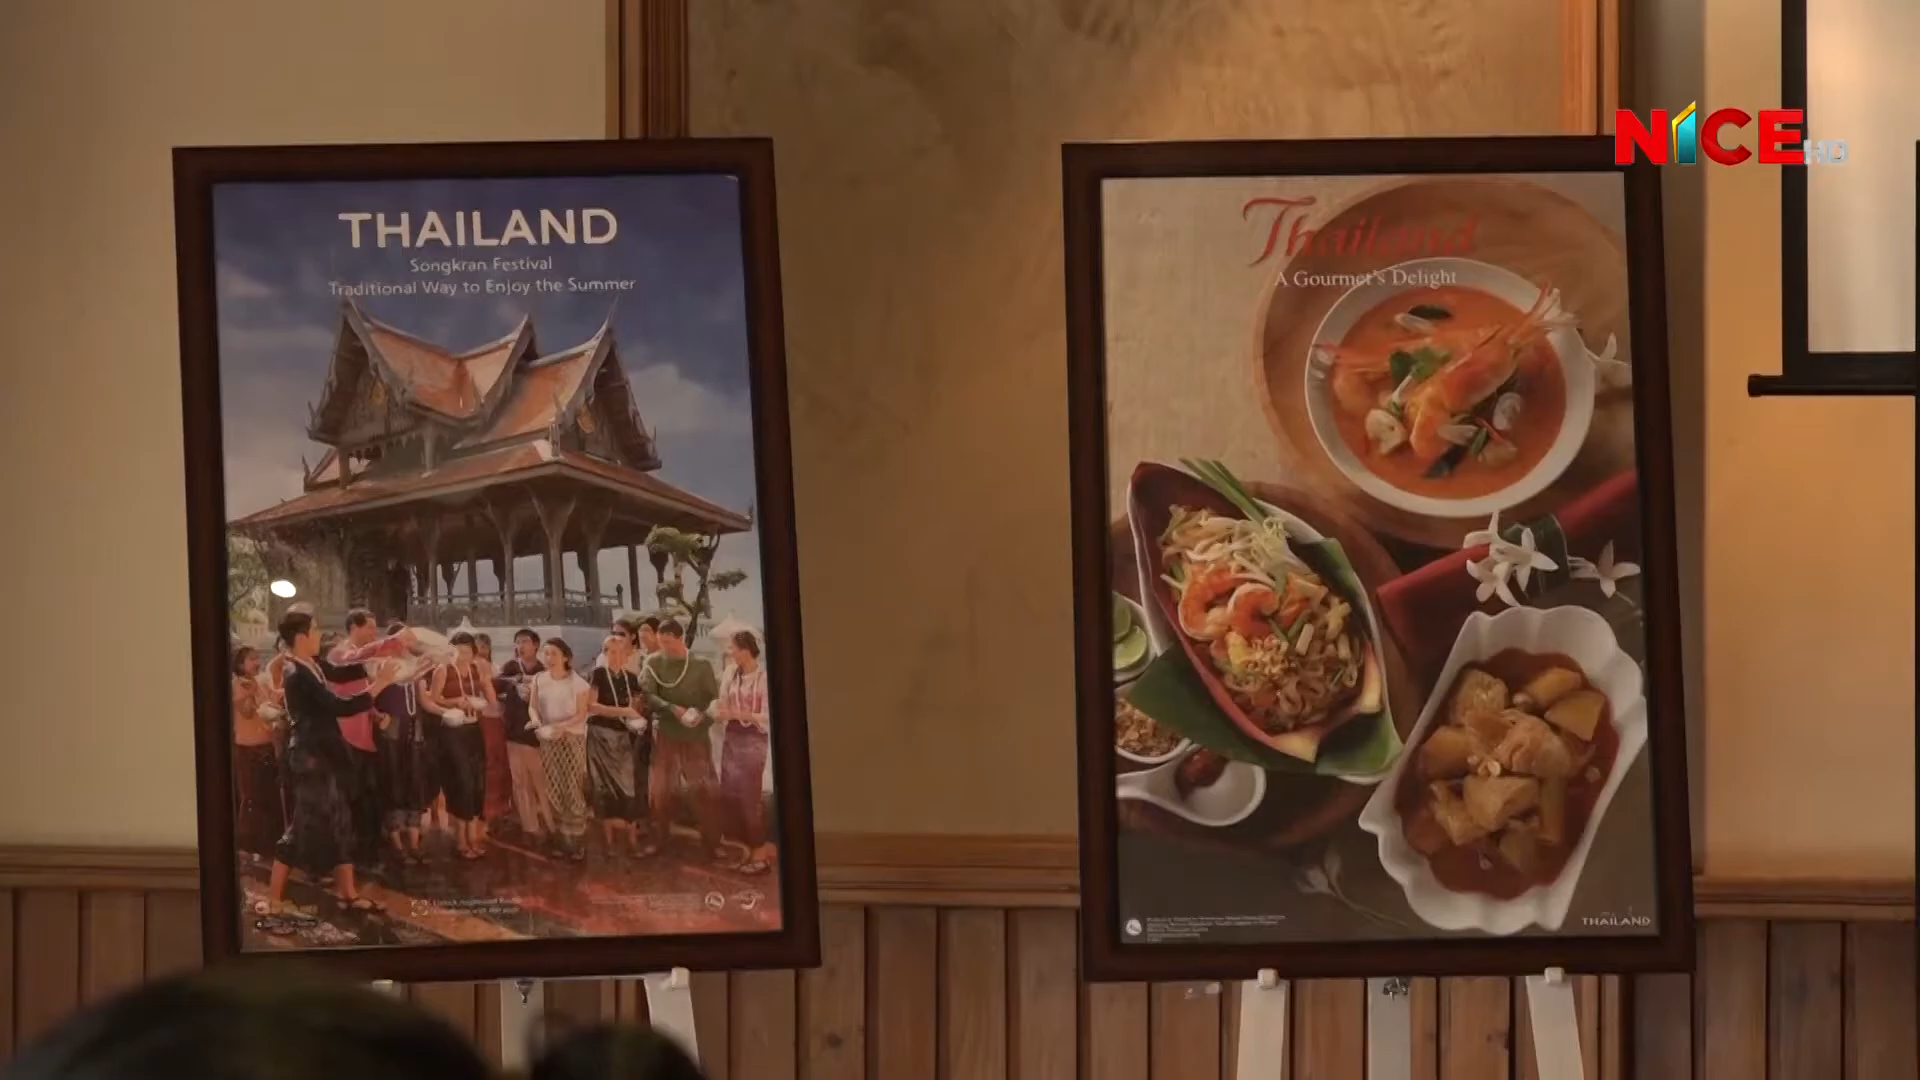 THAILAND
Songkran Festival
Traditional Way to Enjoy the Summer
Thailand
A Gourmet's Delight
THAILAND
NICE HD